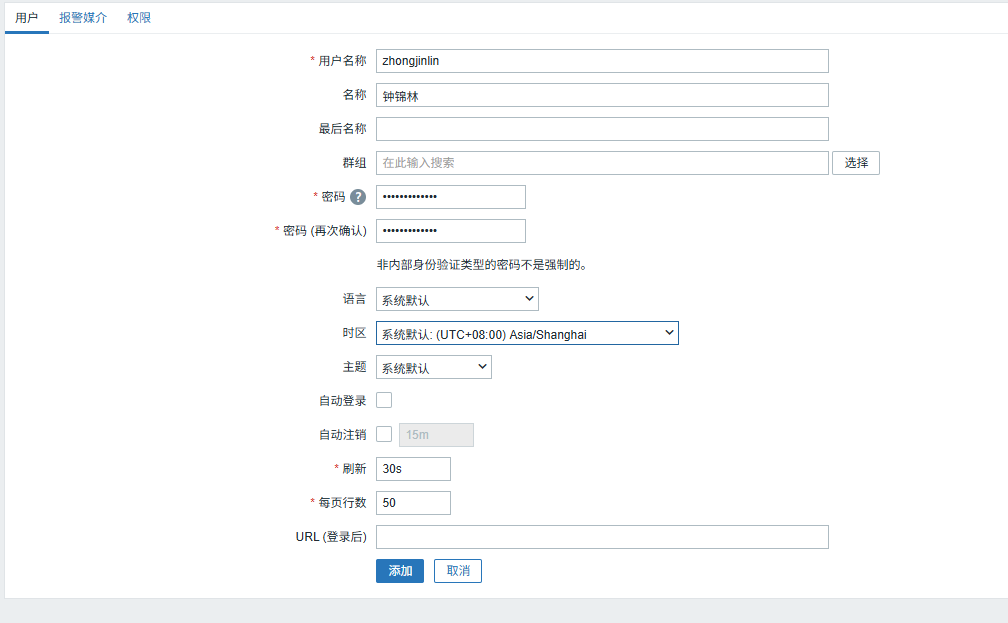 用户 报警媒介 权限
* 用户名称 zhongjinlin
名称 钟锦林
最后名称
群组 在此输入搜索 选择
* 密码 ? •••••••••••••
* 密码 (再次确认) •••••••••••••
非内部身份验证类型的密码不是强制的。
语言 系统默认
时区 系统默认: (UTC+08:00) Asia/Shanghai
主题 系统默认
自动登录
自动注销 15m
* 刷新 30s
* 每页行数 50
URL (登录后)
添加 取消